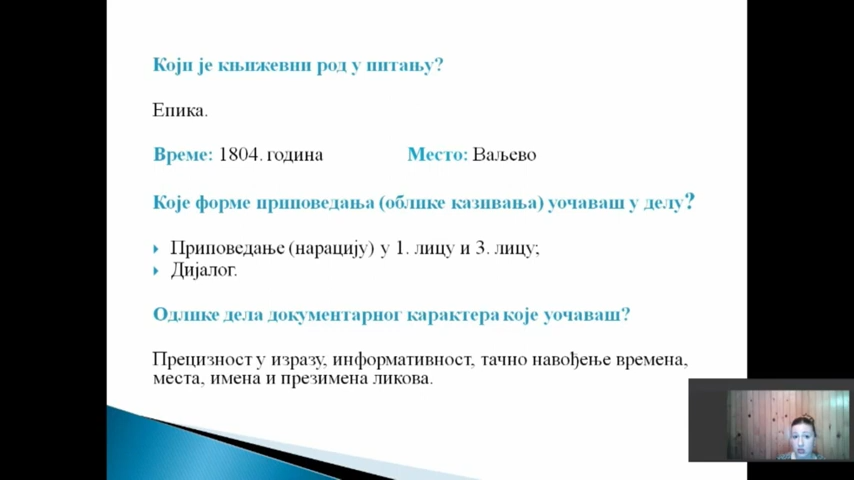 Који је књижевни род у питању?
Епика.
Време: 1804. година Место: Ваљево
Које форме приповедања (облике казивања) уочаваш у делу?
Приповедање (нарацију) у 1. лицу и 3. лицу;
Дијалог.
Одлике дела документарног карактера које уочаваш?
Прецизност у изразу, информативност, тачно навођење времена,
места, имена и презимена ликова.